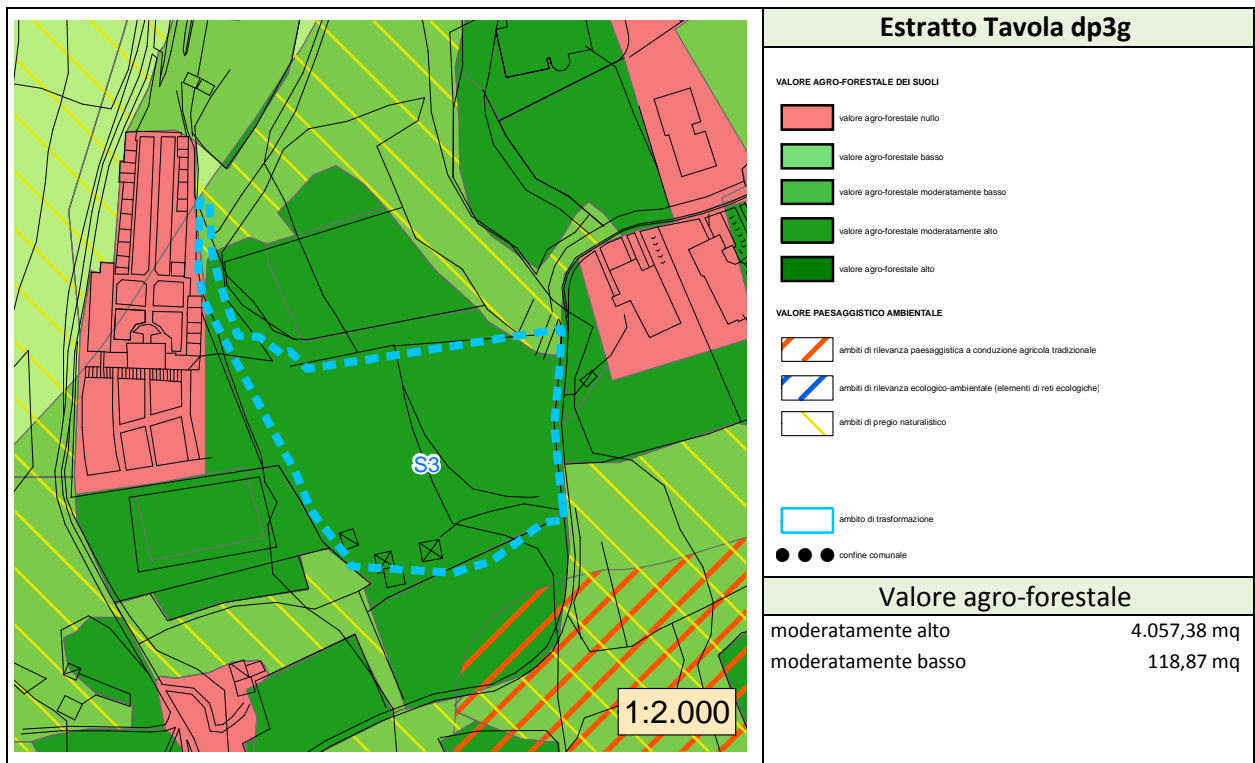 Estratto Tavola dp3g
VALORE AGRO-FORESTALE DEI SUOLI
valore agro-forestale nullo
valore agro-forestale basso
valore agro-forestale moderatamente basso
valore agro-forestale moderatamente alto
valore agro-forestale alto
VALORE PAESAGGISTICO AMBIENTALE
ambiti di rilevanza paesaggistica a conduzione agricola tradizionale
ambiti di rilevanza ecologico-ambientale (elementi di reti ecologiche)
ambiti di pregio naturalistico
ambito di trasformazione
confine comunale
S3
1:2.000
Valore agro-forestale
moderatamente alto 4.057,38 mq
moderatamente basso 118,87 mq